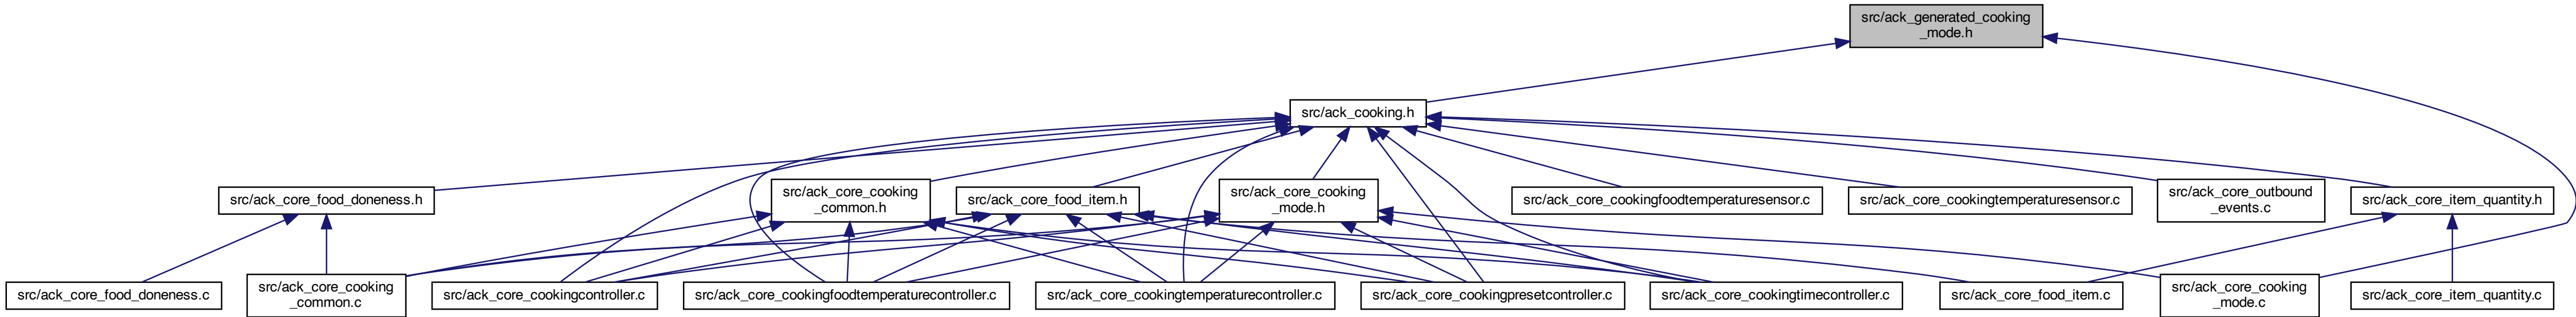 src/ack_generated_cooking
_mode.h
src/ack_cooking.h
src/ack_core_food_doneness.h
src/ack_core_cooking
_common.h
src/ack_core_food_item.h
src/ack_core_cooking
_mode.h
src/ack_core_cookingfoodtemperaturesensor.c
src/ack_core_cookingtemperaturesensor.c
src/ack_core_outbound
_events.c
src/ack_core_item_quantity.h
src/ack_core_food_doneness.c
src/ack_core_cooking
_common.c
src/ack_core_cookingcontroller.c
src/ack_core_cookingfoodtemperaturecontroller.c
src/ack_core_cookingtemperaturecontroller.c
src/ack_core_cookingpresetcontroller.c
src/ack_core_cookingtimecontroller.c
src/ack_core_food_item.c
src/ack_core_cooking
_mode.c
src/ack_core_item_quantity.c